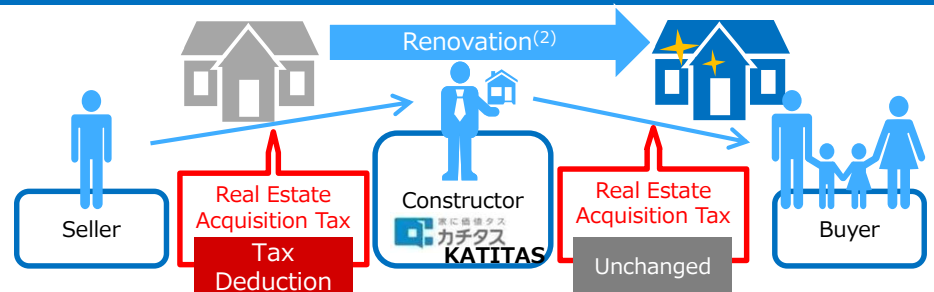 Renovation(2)
Seller
Real Estate
Acquisition Tax
Tax
Deduction
Constructor
家に価値タス
カチタス
KATITAS
Real Estate
Acquisition Tax
Unchanged
Buyer